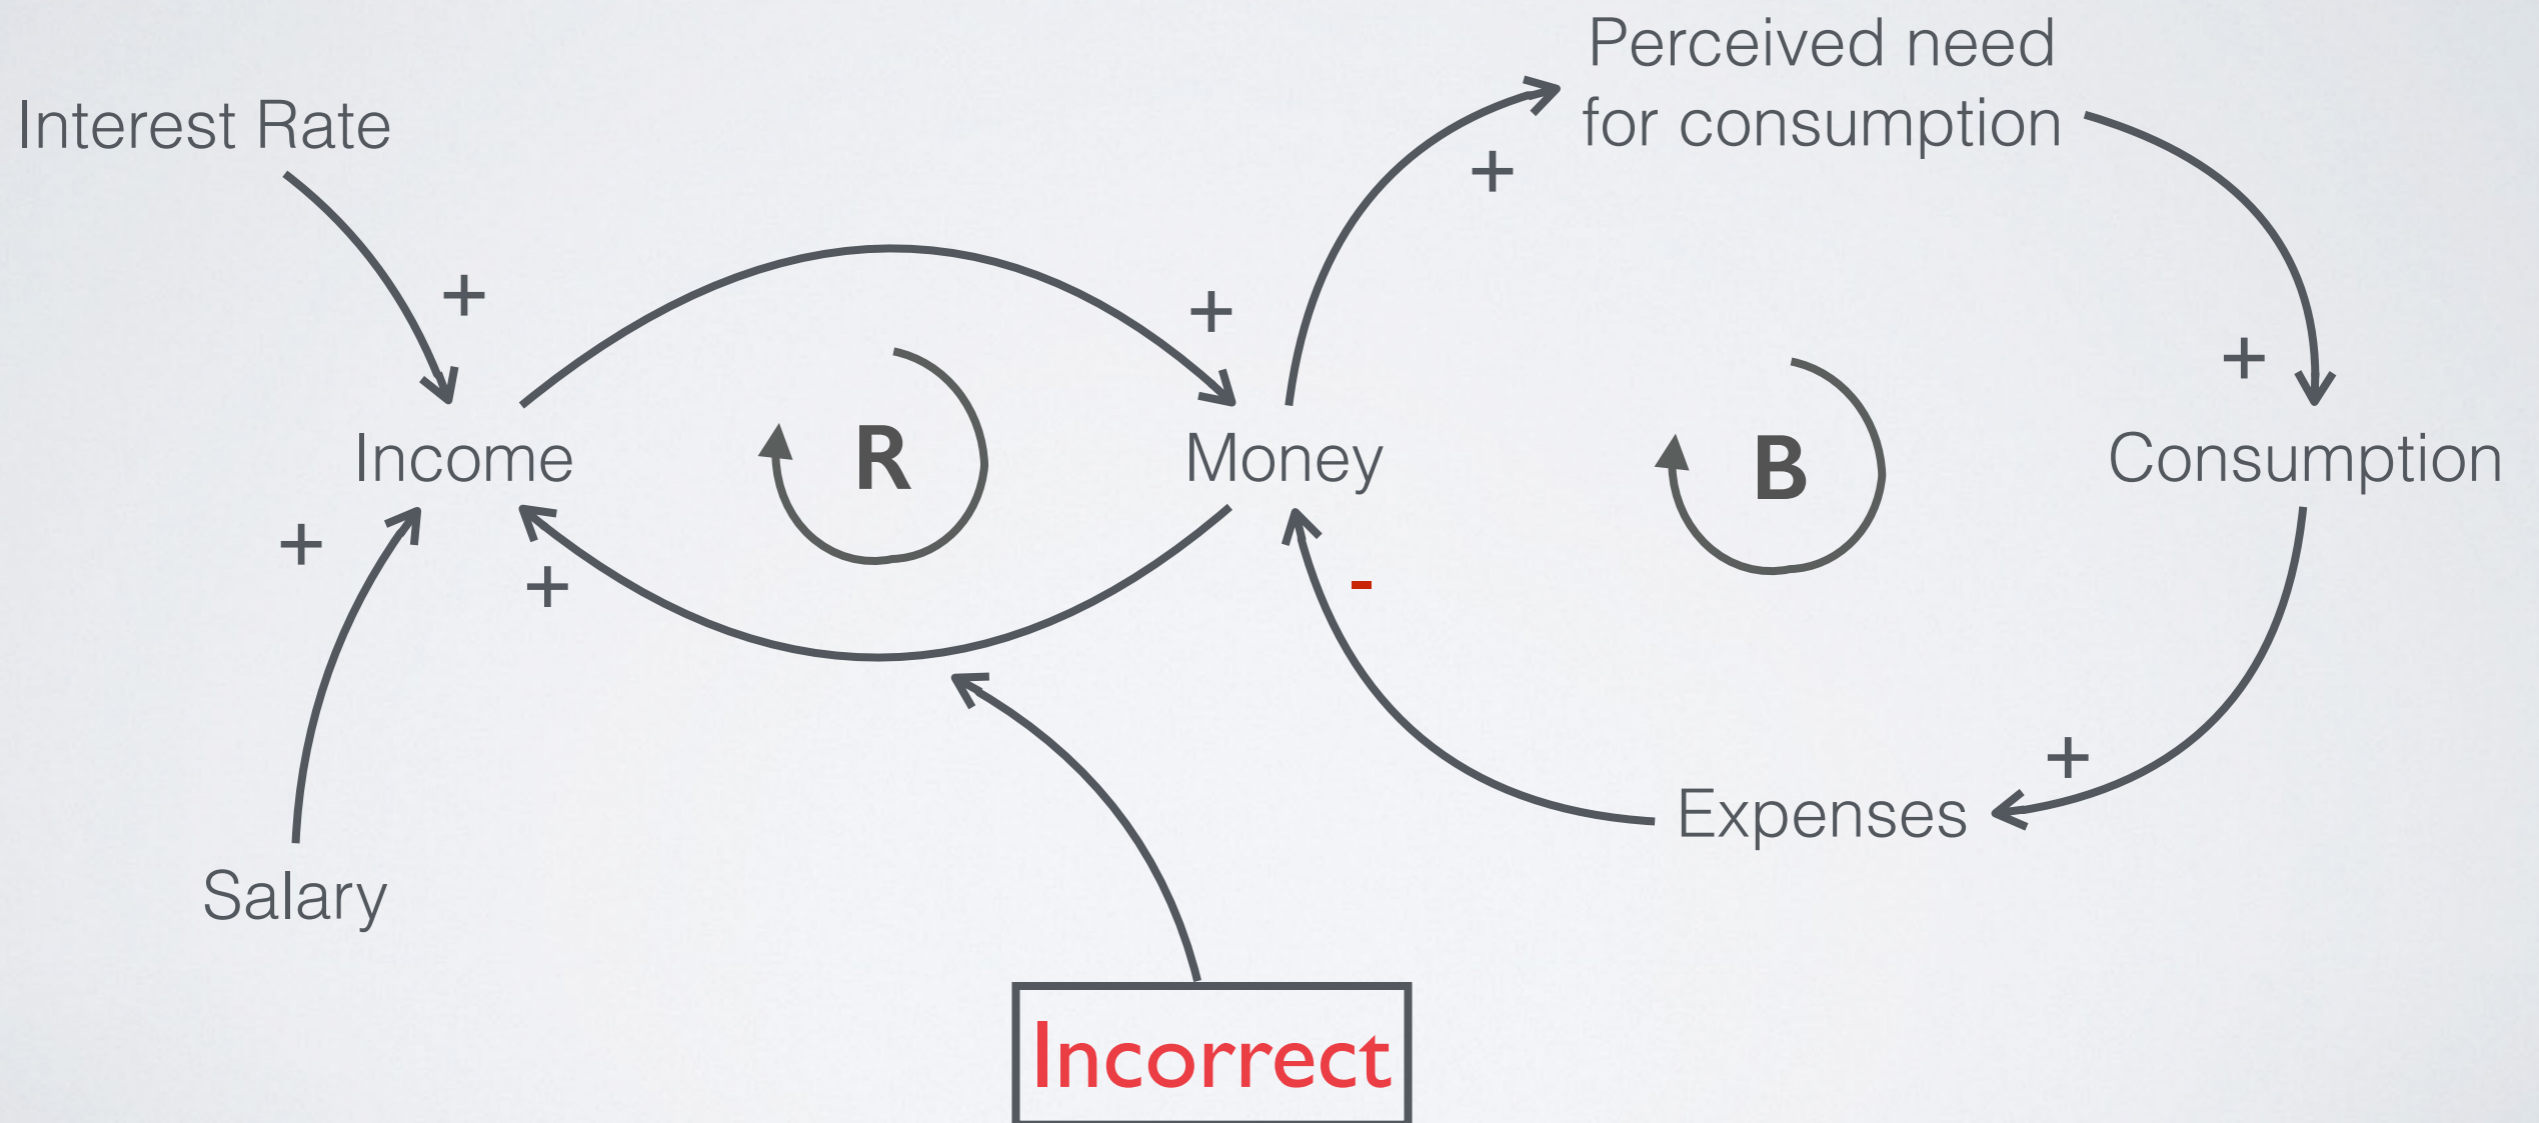 Perceived need
for consumption
Interest Rate
+
+
+
+
R
B
Income
Money
Consumption
+
+
-
+
Expenses
Salary
Incorrect